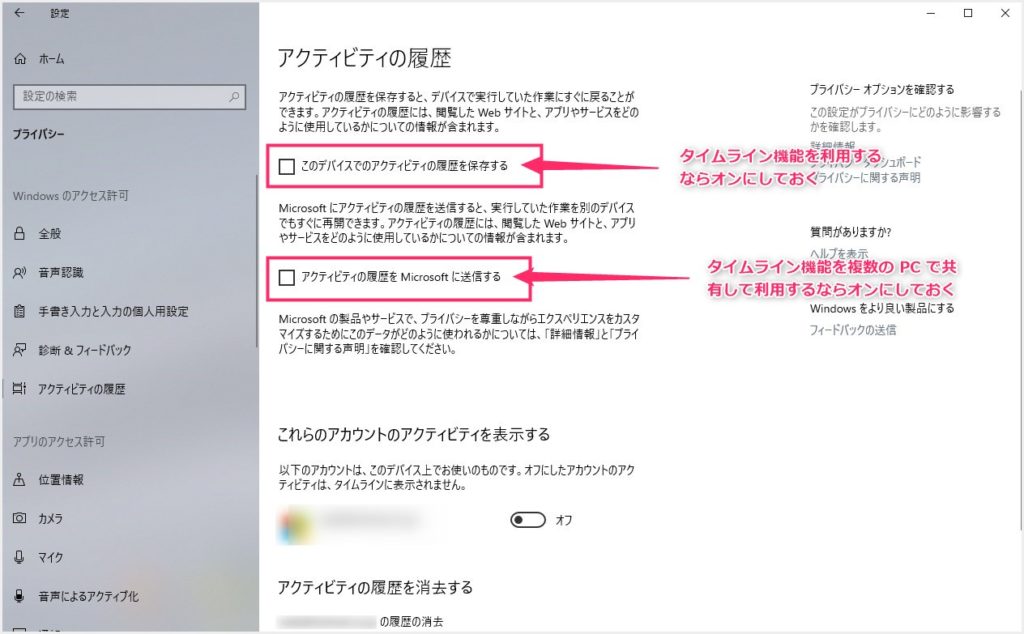 設定
ホーム
設定の検索
プライバシー
Windows のアクセス許可
全般
音声認識
手書き入力と入力の個人用設定
診断 & フィードバック
アクティビティの履歴
アプリのアクセス許可
位置情報
カメラ
マイク
音声によるアクティブ化
アクティビティの履歴
アクティビティの履歴を保存すると、デバイスで実行していた作業にすぐに戻ることが
できます。アクティビティの履歴には、閲覧した Web サイトと、アプリやサービスをどの
ように使用しているかについての情報が含まれます。
このデバイスでのアクティビティの履歴を保存する
Microsoft にアクティビティの履歴を送信すると、実行していた作業を別のデバイス
でもすぐに再開できます。アクティビティの履歴には、閲覧した Web サイトと、アプリ
やサービスをどのように使用しているかについての情報が含まれます。
アクティビティの履歴を Microsoft に送信する
Microsoft の製品やサービスで、プライバシーを尊重しながらエクスペリエンスをカスタ
マイズするためにこのデータがどのように使われるかについては、「詳細情報」と「プライ
バシーに関する声明」を確認してください。
これらのアカウントのアクティビティを表示する
以下のアカウントは、このデバイス上でお使いのものです。オフにしたアカウントのアク
ティビティは、タイムラインに表示されません。
オフ
アクティビティの履歴を消去する
の履歴の消去
プライバシー オプションを確認する
この設定がプライバシーにどのように影響する
かを確認します。
詳細情報
プライバシー ダッシュボード
プライバシーに関する声明
タイムライン機能を利用する
ならオンにしておく
質問がありますか?
ヘルプを表示
タイムライン機能を複数の PC で共
有して利用するならオンにしておく
Windows をより良い製品にする
フィードバックの送信